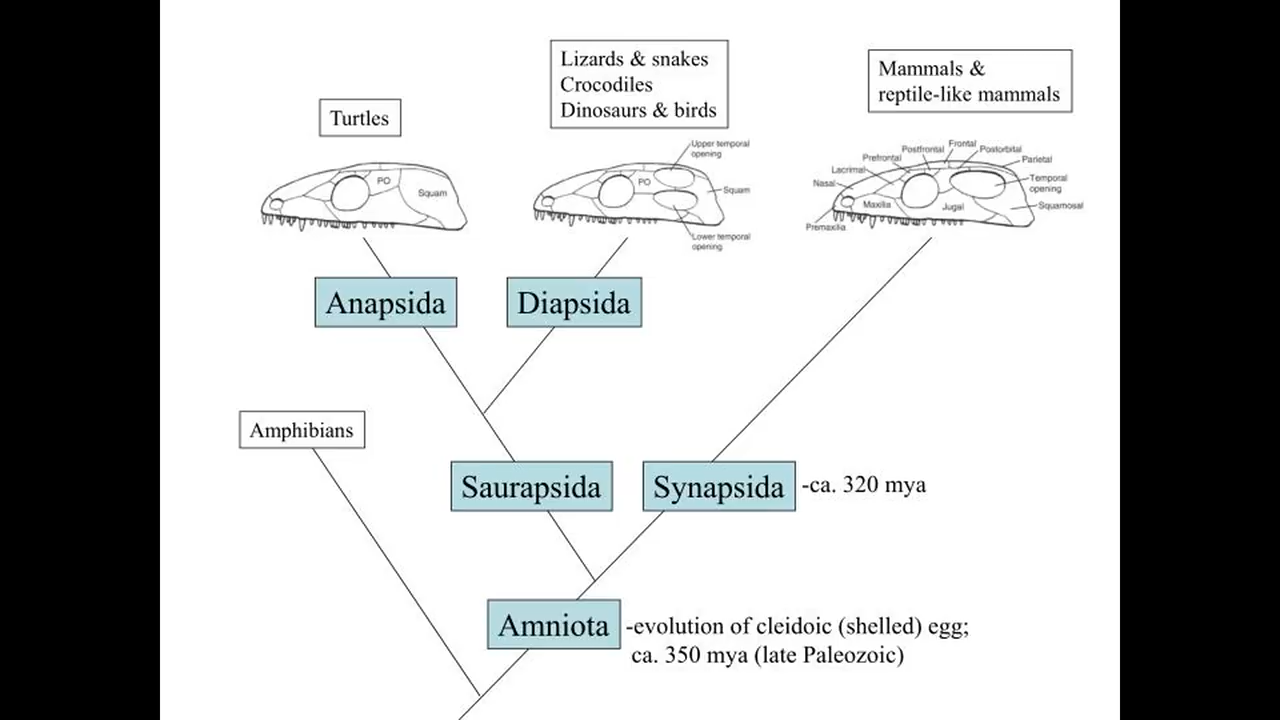 Turtles
Lizards & snakes
Crocodiles
Dinosaurs & birds
Mammals &
reptile-like mammals
PO
Squam
Upper temporal
opening
PO
Squam
Lower temporal
opening
Frontal
Postfrontal
Postorbital
Prefrontal
Parietal
Lacrimal
Temporal
opening
Nasal
Maxilla
Jugal
Squamosal
Premaxilla
Anapsida
Diapsida
Amphibians
Saurapsida
Synapsida
-ca. 320 mya
Amniota
-evolution of cleidoic (shelled) egg;
ca. 350 mya (late Paleozoic)